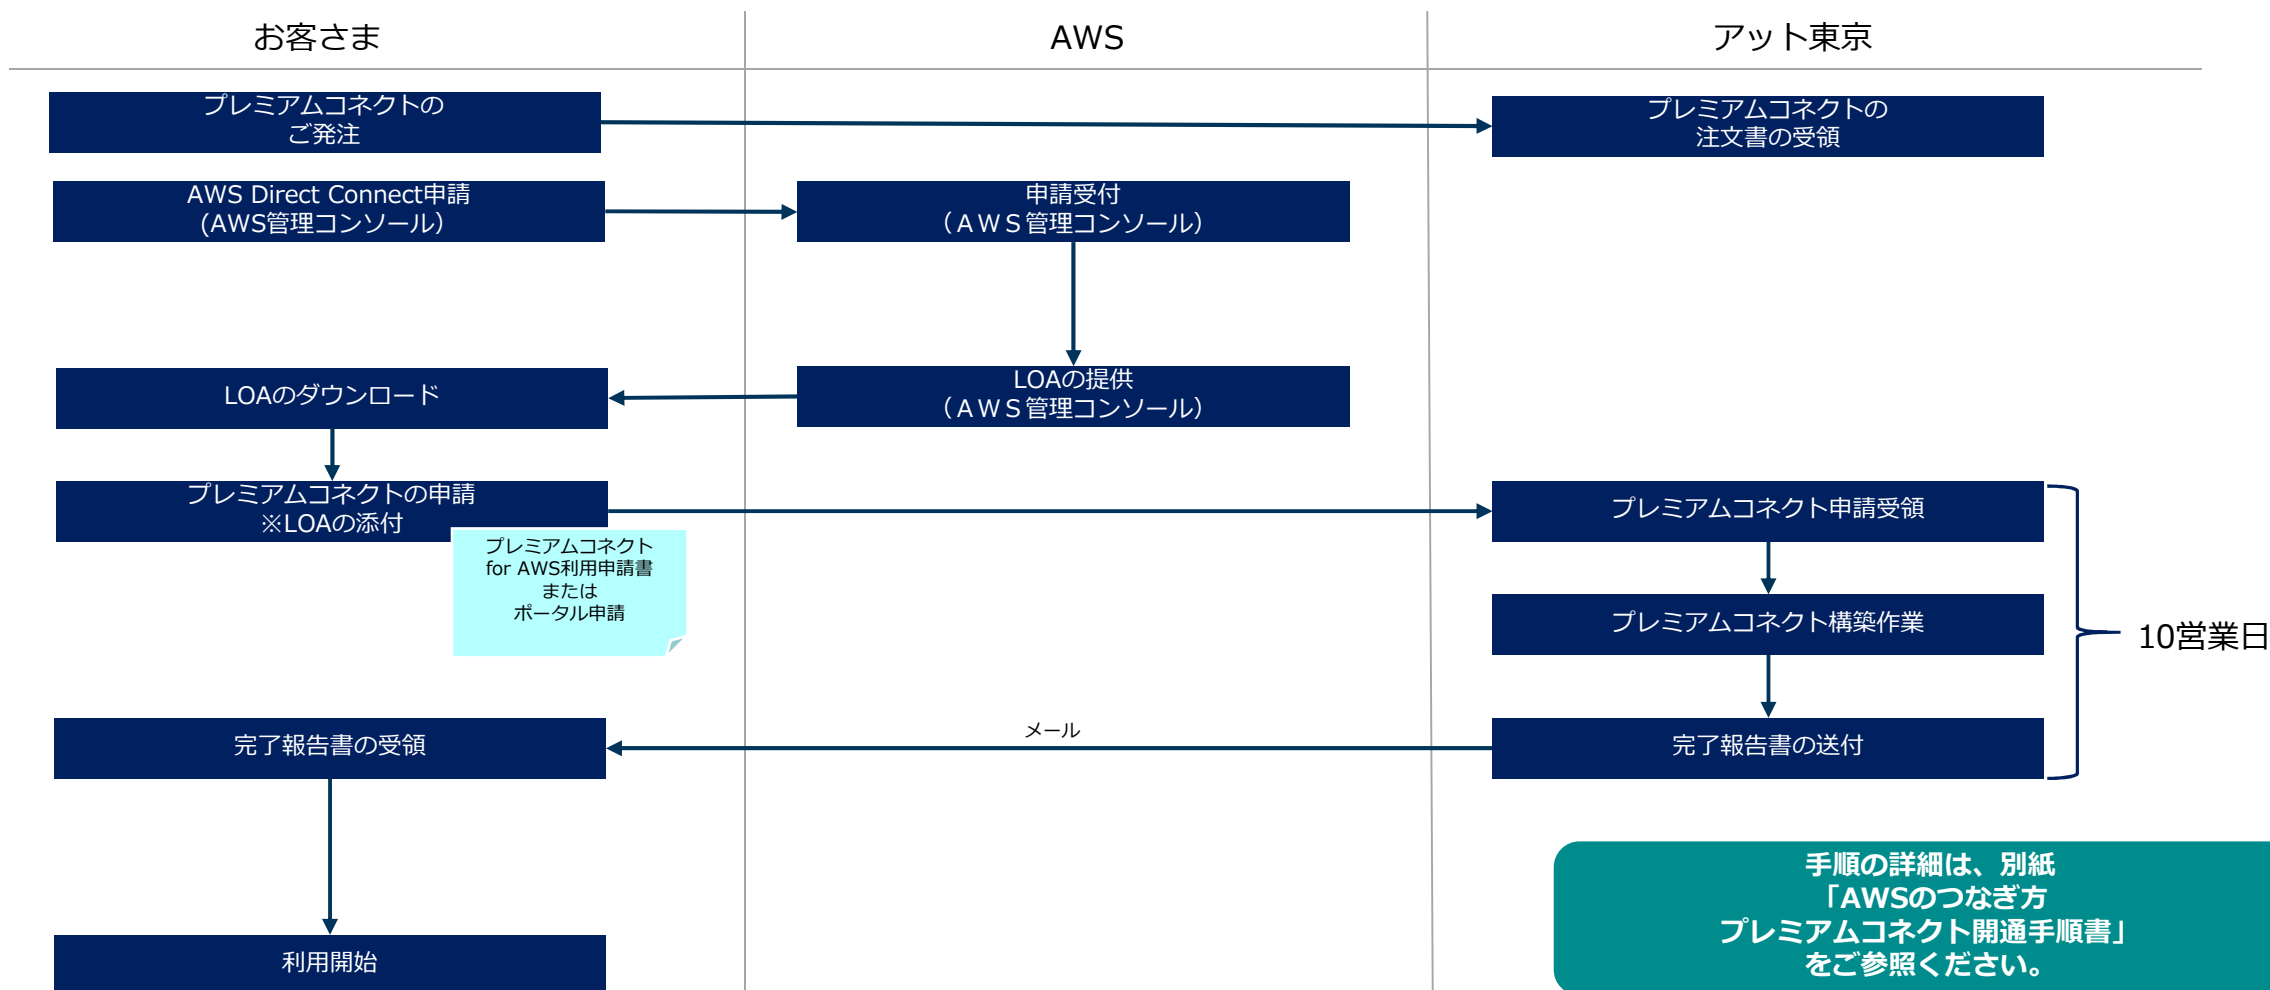 お客さま
AWS
アット東京
プレミアムコネクトの
ご発注
プレミアムコネクトの
注文書の受領
AWS Direct Connect申請
(AWS管理コンソール）
申請受付
（ＡＷＳ管理コンソール）
LOAのダウンロード
LOAの提供
（ＡＷＳ管理コンソール）
プレミアムコネクトの申請
※LOAの添付
プレミアムコネクト
for AWS利用申請書
または
ポータル申請
プレミアムコネクト申請受領
プレミアムコネクト構築作業
10営業日
完了報告書の受領
メール
完了報告書の送付
利用開始
手順の詳細は、別紙
「AWSのつなぎ方
プレミアムコネクト開通手順書」
をご参照ください。